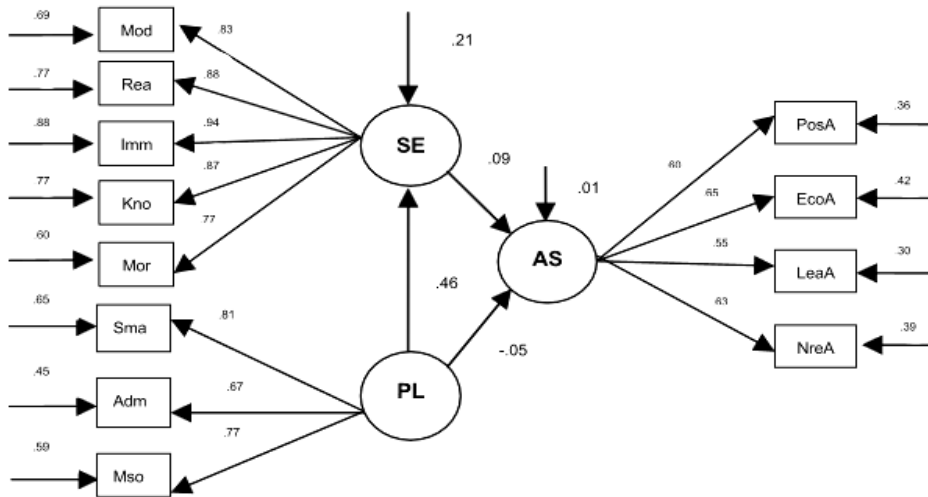 .69
Mod
.83
.21
.77
Rea
.88
.88
Imm
.94
SE
PosA
.36
.77
Kno
.87
.09
.60
.01
EcoA
.42
.65
.60
Mor
.77
AS
.55
LeaA
.30
.65
Sma
.81
.46
.63
-.05
NreA
.39
.45
Adm
.67
PL
.59
Mso
.77